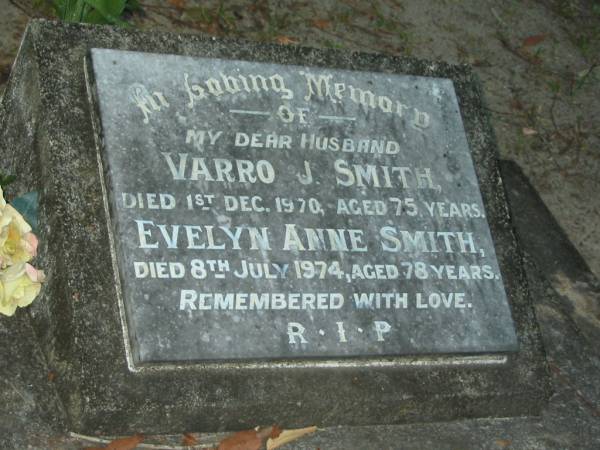 In Loving Memory
OF
MY DEAR HUSBAND
VARRO J. SMITH,
DIED 1ST DEC. 1970, AGED 75 YEARS.
EVELYN ANNE SMITH,
DIED 8TH JULY 1974, AGED 78 YEARS.
REMEMBERED WITH LOVE.
R·I·P